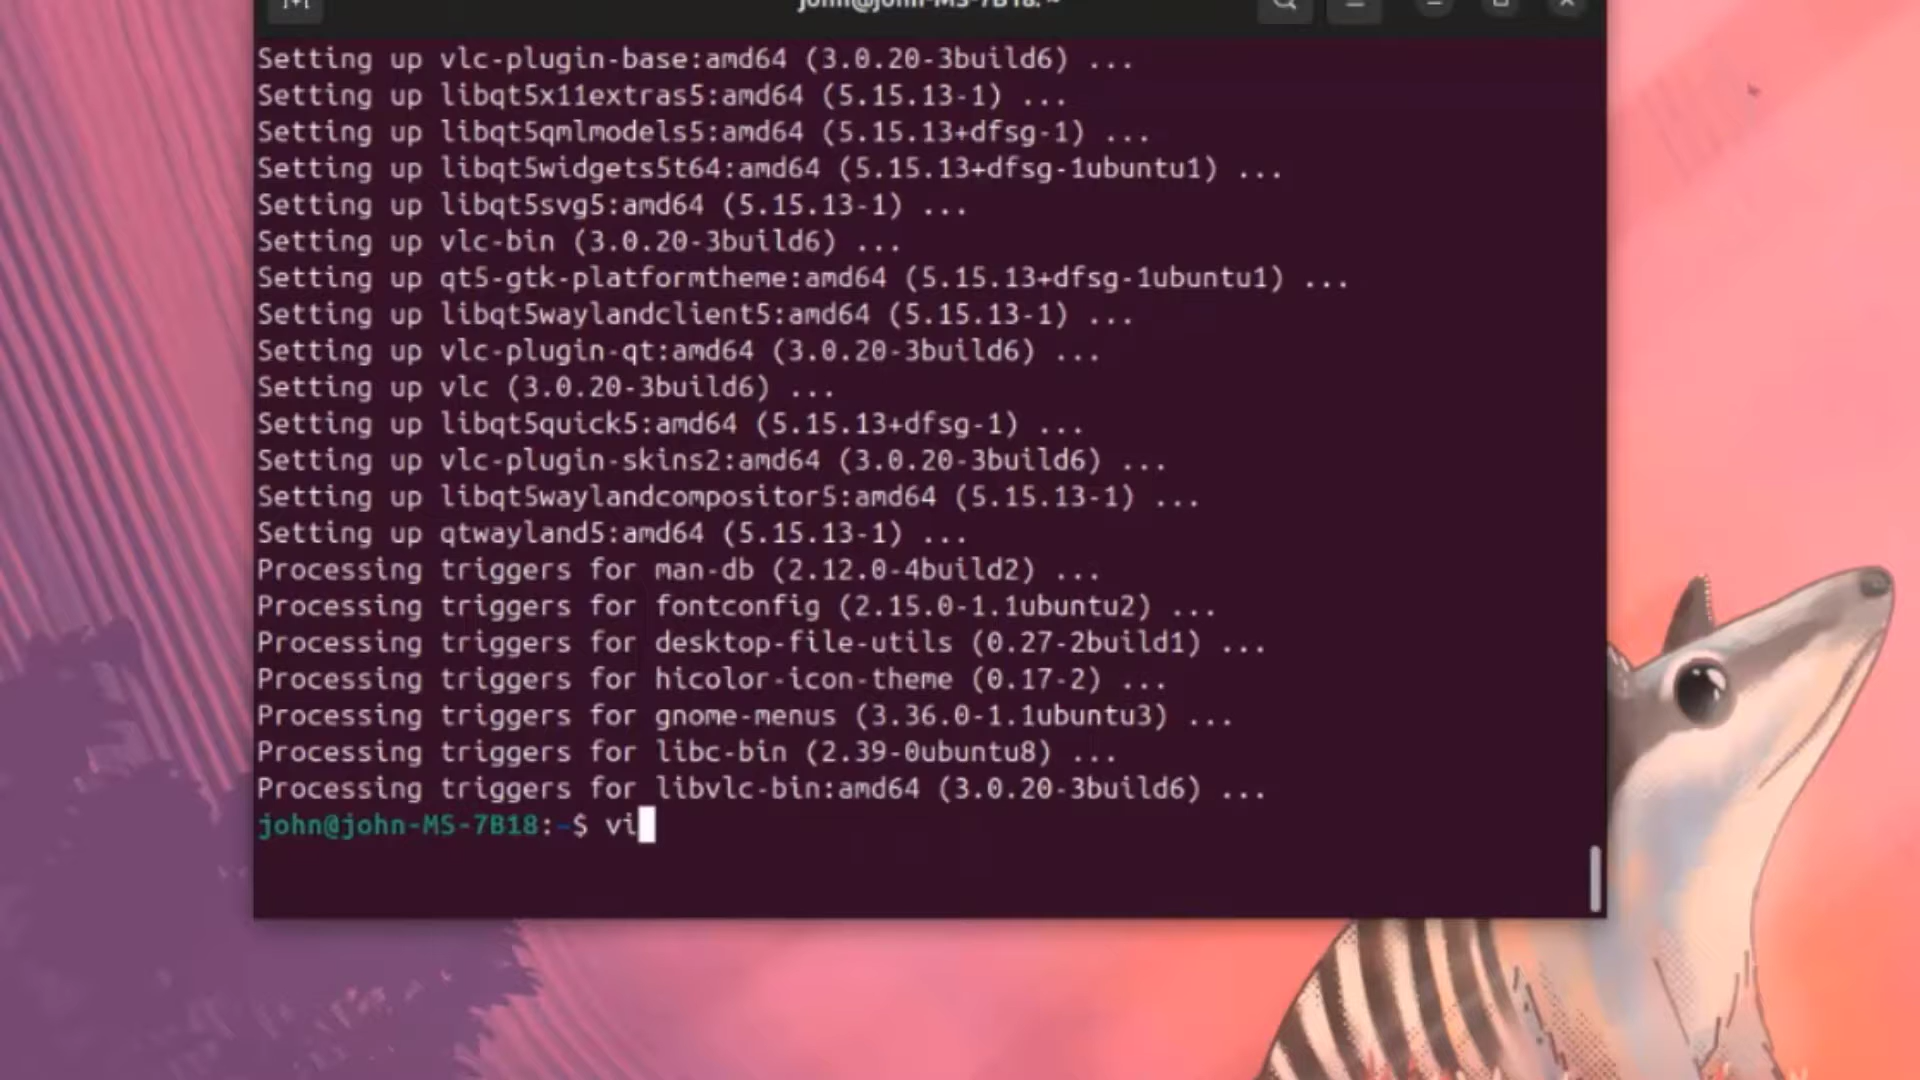 john@john-MS-7B18: ~
Setting up vlc-plugin-base:amd64 (3.0.20-3build6) ...
Setting up libqt5x11extras5:amd64 (5.15.13-1) ...
Setting up libqt5qmlmodels5:amd64 (5.15.13+dfsg-1) ...
Setting up libqt5widgets5t64:amd64 (5.15.13+dfsg-1ubuntu1) ...
Setting up libqt5svg5:amd64 (5.15.13-1) ...
Setting up vlc-bin (3.0.20-3build6) ...
Setting up qt5-gtk-platformtheme:amd64 (5.15.13+dfsg-1ubuntu1) ...
Setting up libqt5waylandclient5:amd64 (5.15.13-1) ...
Setting up vlc-plugin-qt:amd64 (3.0.20-3build6) ...
Setting up vlc (3.0.20-3build6) ...
Setting up libqt5quick5:amd64 (5.15.13+dfsg-1) ...
Setting up vlc-plugin-skins2:amd64 (3.0.20-3build6) ...
Setting up libqt5waylandcompositor5:amd64 (5.15.13-1) ...
Setting up qtwayland5:amd64 (5.15.13-1) ...
Processing triggers for man-db (2.12.0-4build2) ...
Processing triggers for fontconfig (2.15.0-1.1ubuntu2) ...
Processing triggers for desktop-file-utils (0.27-2build1) ...
Processing triggers for hicolor-icon-theme (0.17-2) ...
Processing triggers for gnome-menus (3.36.0-1.1ubuntu3) ...
Processing triggers for libc-bin (2.39-0ubuntu8) ...
Processing triggers for libvlc-bin:amd64 (3.0.20-3build6) ...
john@john-MS-7B18:~$ vi